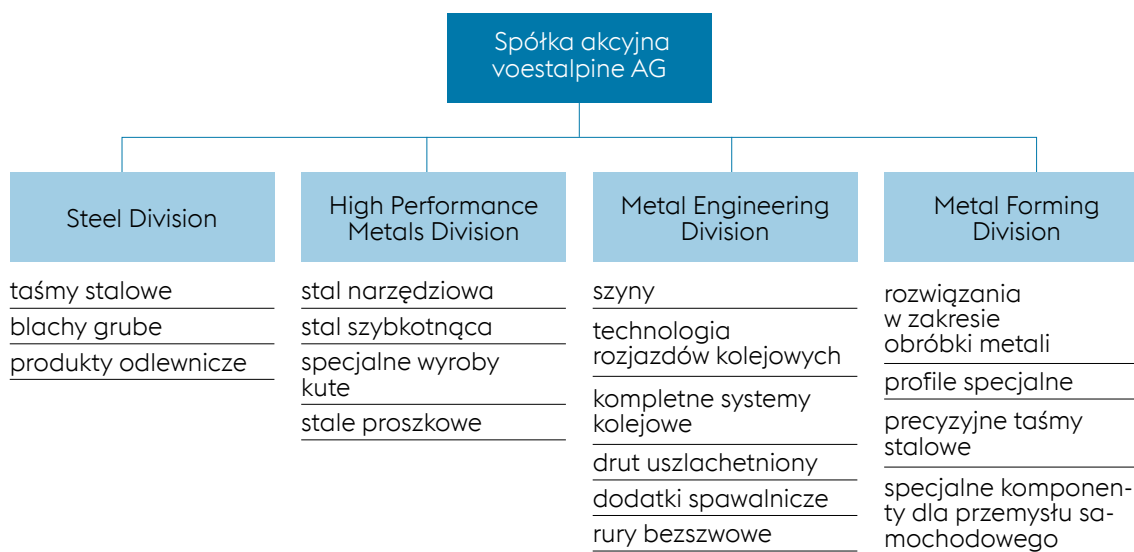 Spółka akcyjna
voestalpine AG
Steel Division
taśmy stalowe
blachy grube
produkty odlewnicze
High Performance
Metals Division
stal narzędziowa
stal szybkotnąca
specjalne wyroby
kute
stale proszkowe
Metal Engineering
Division
szyny
technologia
rozjazdów kolejowych
kompletne systemy
kolejowe
drut uszlachetniony
dodatki spawalnicze
rury bezszwowe
Metal Forming
Division
rozwiązania
w zakresie
obróbki metali
profile specjalne
precyzyjne taśmy
stalowe
specjalne komponen-
ty dla przemysłu sa-
mochodowego